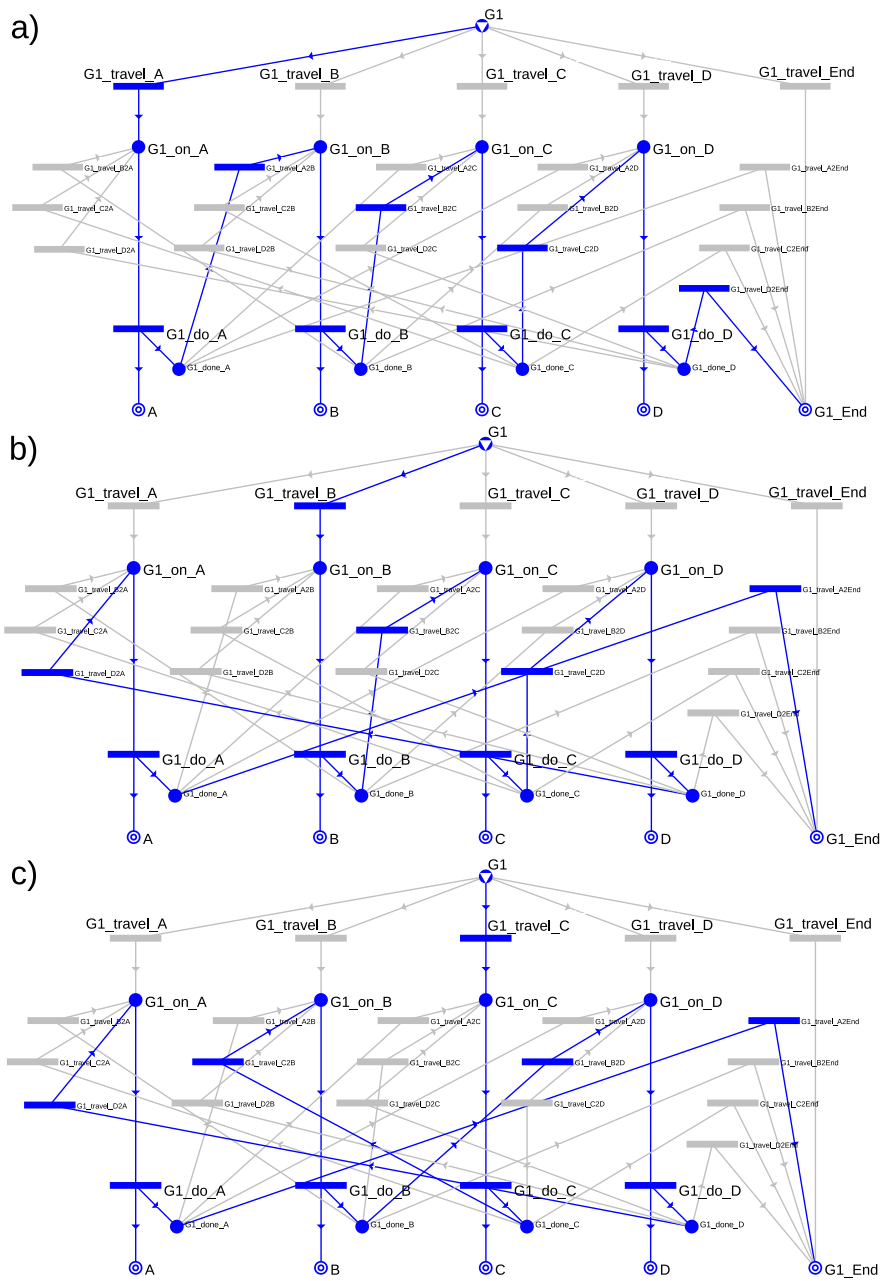 a)
G1
G1_travel_A G1_travel_B G1_travel_C G1_travel_D G1_travel_End
G1_on_A G1_on_B G1_on_C G1_on_D
G1_travel_B2A G1_travel_A2B G1_travel_A2C G1_travel_A2D G1_travel_A2End
G1_travel_C2A G1_travel_C2B G1_travel_B2C G1_travel_B2D G1_travel_B2End
G1_travel_D2A G1_travel_D2B G1_travel_D2C G1_travel_C2D G1_travel_C2End
G1_travel_D2End
G1_do_A G1_do_B G1_do_C G1_do_D
G1_done_A G1_done_B G1_done_C G1_done_D
A B C D G1_End
b)
G1
G1_travel_A G1_travel_B G1_travel_C G1_travel_D G1_travel_End
G1_on_A G1_on_B G1_on_C G1_on_D
G1_travel_B2A G1_travel_A2B G1_travel_A2C G1_travel_A2D G1_travel_A2End
G1_travel_C2A G1_travel_C2B G1_travel_B2C G1_travel_B2D G1_travel_B2End
G1_travel_D2A G1_travel_D2B G1_travel_D2C G1_travel_C2D G1_travel_C2End
G1_travel_D2End
G1_do_A G1_do_B G1_do_C G1_do_D
G1_done_A G1_done_B G1_done_C G1_done_D
A B C D G1_End
c)
G1
G1_travel_A G1_travel_B G1_travel_C G1_travel_D G1_travel_End
G1_on_A G1_on_B G1_on_C G1_on_D
G1_travel_B2A G1_travel_A2B G1_travel_A2C G1_travel_A2D G1_travel_A2End
G1_travel_C2A G1_travel_C2B G1_travel_B2C G1_travel_B2D G1_travel_B2End
G1_travel_D2A G1_travel_D2B G1_travel_D2C G1_travel_C2D G1_travel_C2End
G1_travel_D2End
G1_do_A G1_do_B G1_do_C G1_do_D
G1_done_A G1_done_B G1_done_C G1_done_D
A B C D G1_End